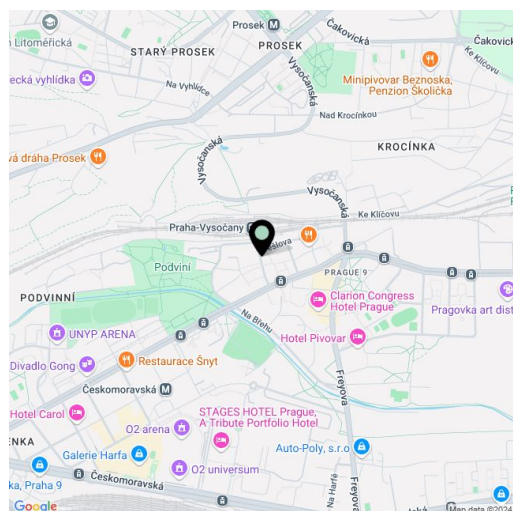 Prosek M
Čakovická
n Litoměřická
STARÝ PROSEK
PROSEK
Čakovick
Ke Klíčovu
ecká vyhlídka
Na Vyhlídce
Vysočanská
Minipivovar Beznoska,
Penzion Školička
Nad Krocínkou
KROCÍNKA
vá dráha Prosek
Vysočanská
Vysočanská
Ke Klíčovu
Praha-Vysočany
Podviní
PRAGUE 9
PODVINNÍ
Clarion Congress
Hotel Prague
Pragovka art dist
Na Břehu
UNYP ARENA
Hotel Pivovar
Restaurace Šnyt
Divadlo Gong
Freyova
Českomoravská M
Hotel Carol
STAGES HOTEL Prague,
A Tribute Portfolio Hotel
O2 arena
ENKA
Galerie Harfa
Auto-Poly, s.r.o
O2 universum
Českomoravská
ka, Praha 9
Na Harfě
Freyova
Česká
Google
Map data ©2024